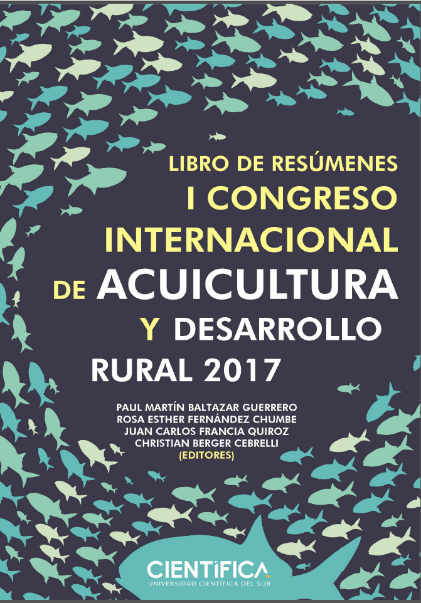 LIBRO DE RESÚMENES
I CONGRESO
INTERNACIONAL
DE ACUICULTURA
Y DESARROLLO
RURAL 2017
PAUL MARTÍN BALTAZAR GUERRERO
ROSA ESTHER FERNÁNDEZ CHUMBE
JUAN CARLOS FRANCIA QUIROZ
CHRISTIAN BERGER CEBRELLI
(EDITORES)
CIENTÍFICA
UNIVERSIDAD CIENTÍFICA DEL SUR